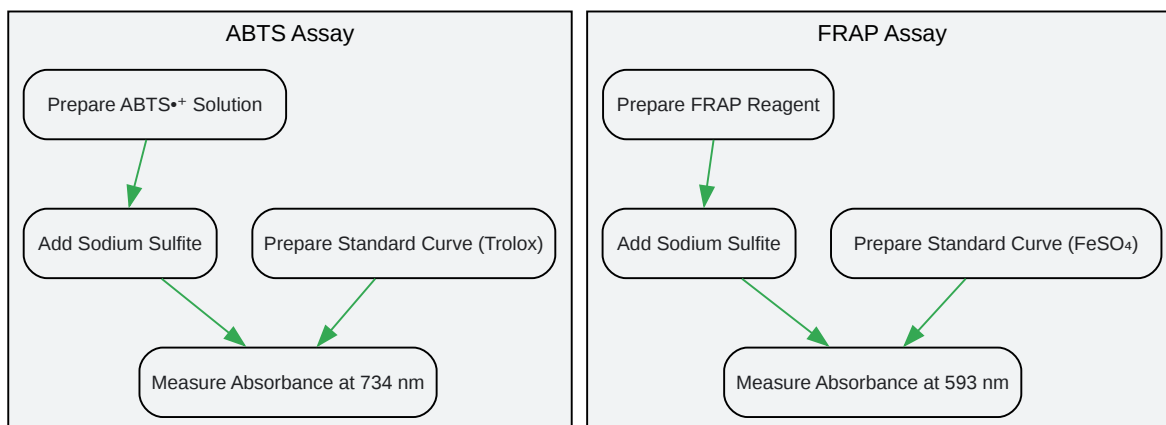 ABTS Assay
Prepare ABTS•⁺ Solution
Add Sodium Sulfite
Prepare Standard Curve (Trolox)
Measure Absorbance at 734 nm
FRAP Assay
Prepare FRAP Reagent
Add Sodium Sulfite
Prepare Standard Curve (FeSO₄)
Measure Absorbance at 593 nm